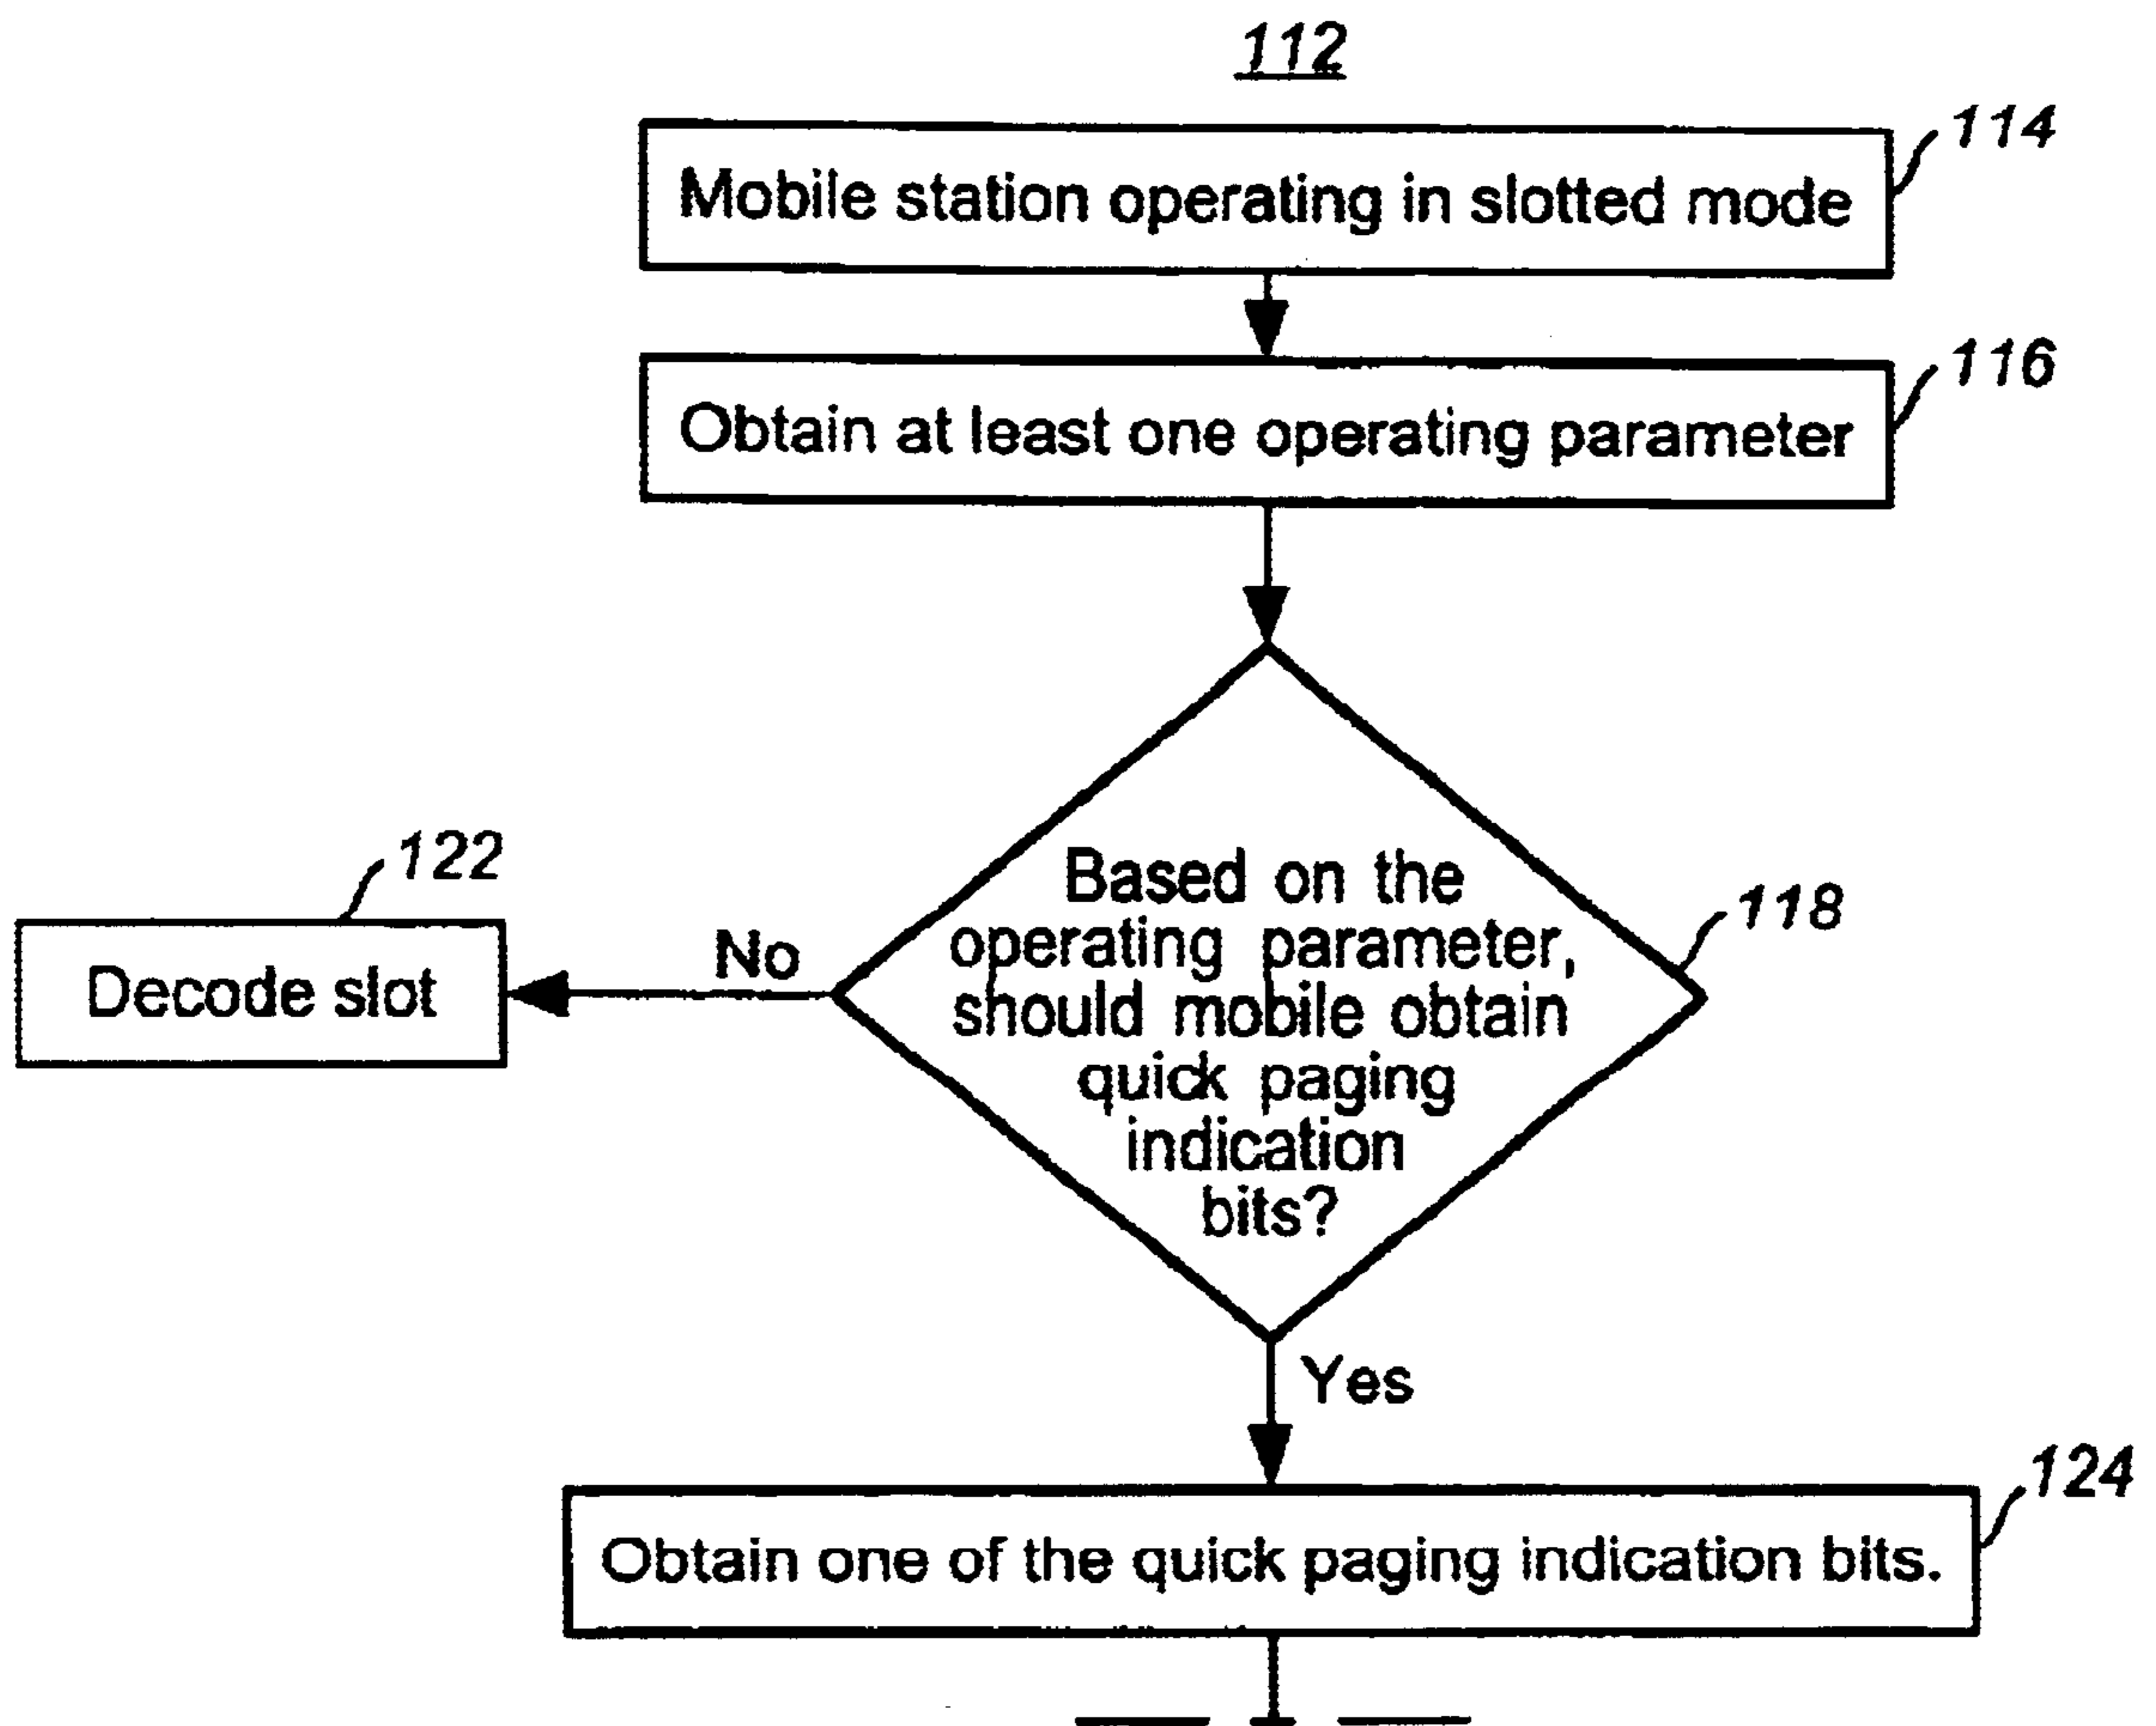 112
114
Mobile station operating in slotted mode
116
Obtain at least one operating parameter
122
118
Based on the
operating parameter,
should mobile obtain
quick paging
indication
bits?
No
Decode slot
Yes
124
Obtain one of the quick paging indication bits.